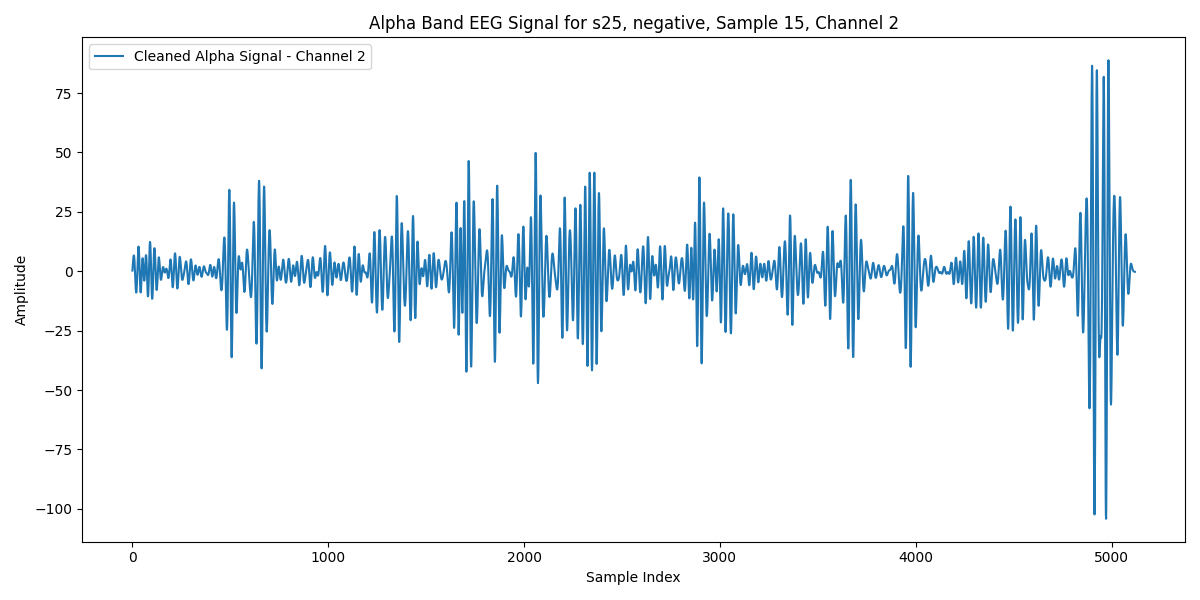 Alpha Band EEG Signal for s25, negative, Sample 15, Channel 2
Cleaned Alpha Signal - Channel 2
Amplitude
75
50
25
0
−25
−50
−75
−100
0 1000 2000 3000 4000 5000
Sample Index